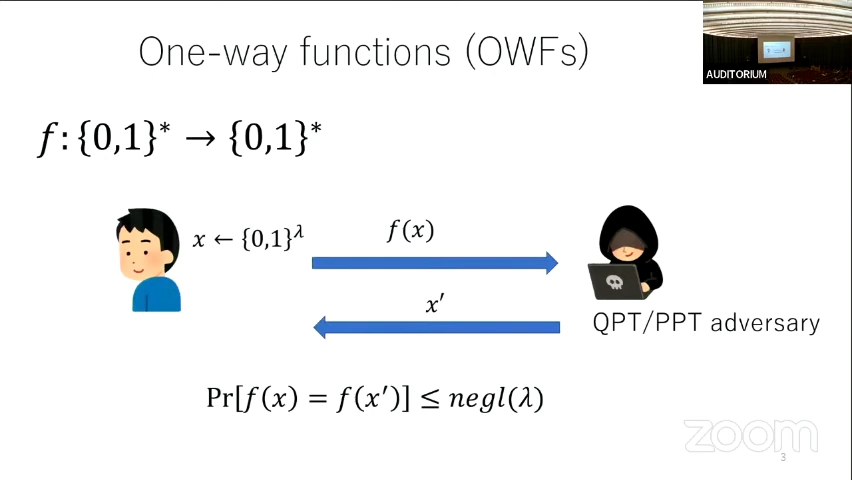 One-way functions (OWFs)
AUDITORIUM
f: {0,1}* → {0,1}*
x ← {0,1}^λ
f(x)
x′
QPT/PPT adversary
Pr[f(x) = f(x′)] ≤ negl(λ)
zoom
3